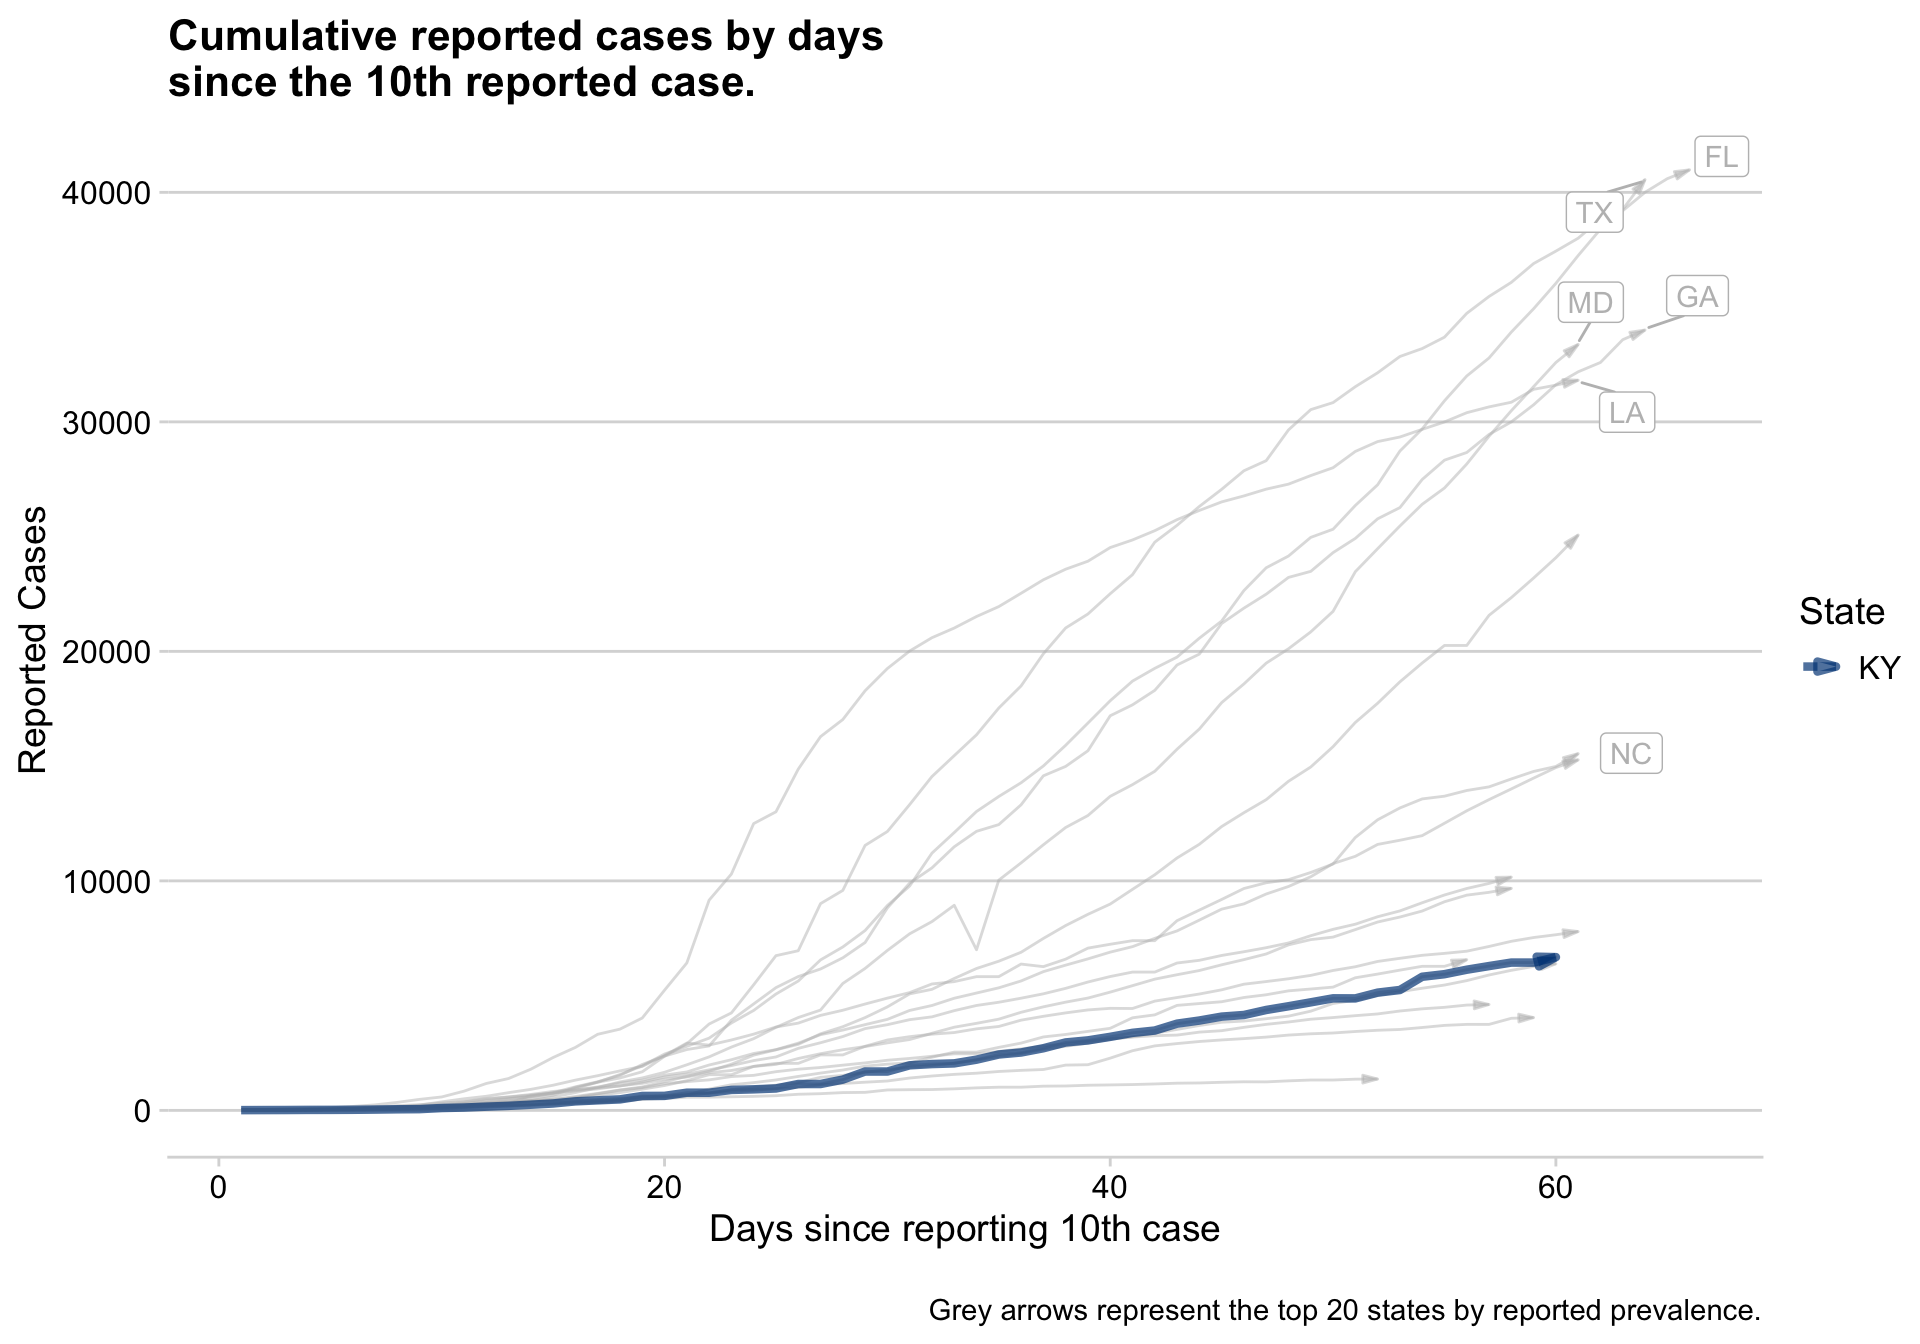 Cumulative reported cases by days
since the 10th reported case.
FL
40000
TX
GA
MD
30000
LA
Reported Cases
20000
State
KY
NC
10000
0
0 20 40 60
Days since reporting 10th case
Grey arrows represent the top 20 states by reported prevalence.